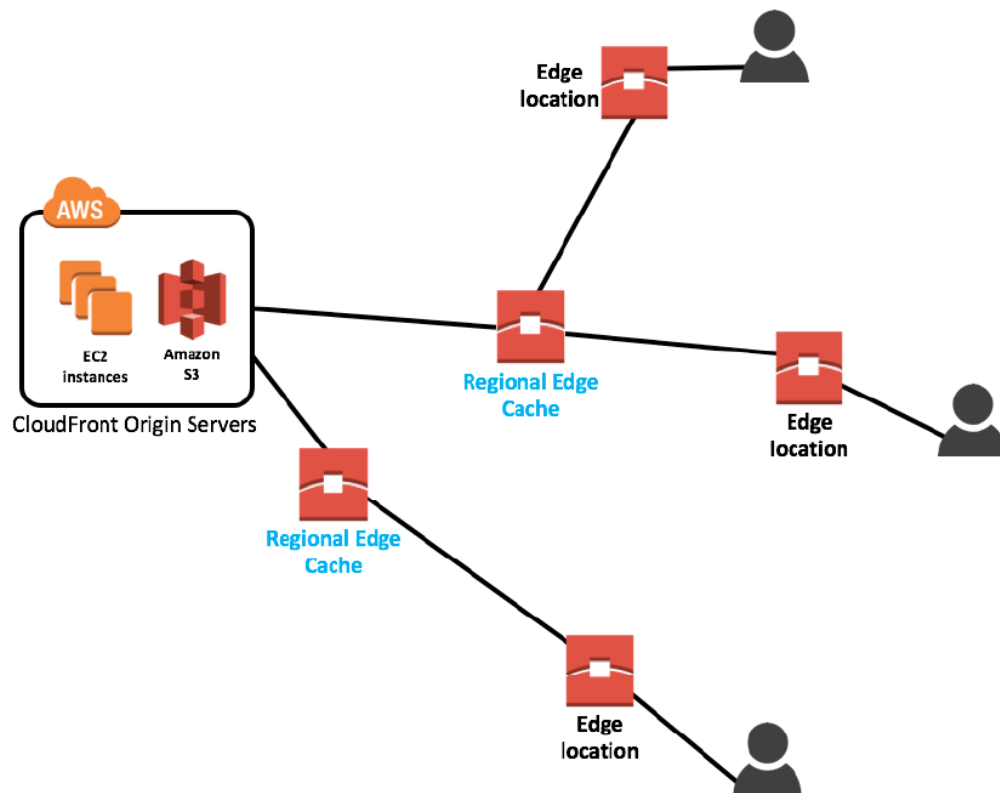 Edge
location
AWS
EC2
instances
Amazon
S3
CloudFront Origin Servers
Regional Edge
Cache
Edge
location
Regional Edge
Cache
Edge
location